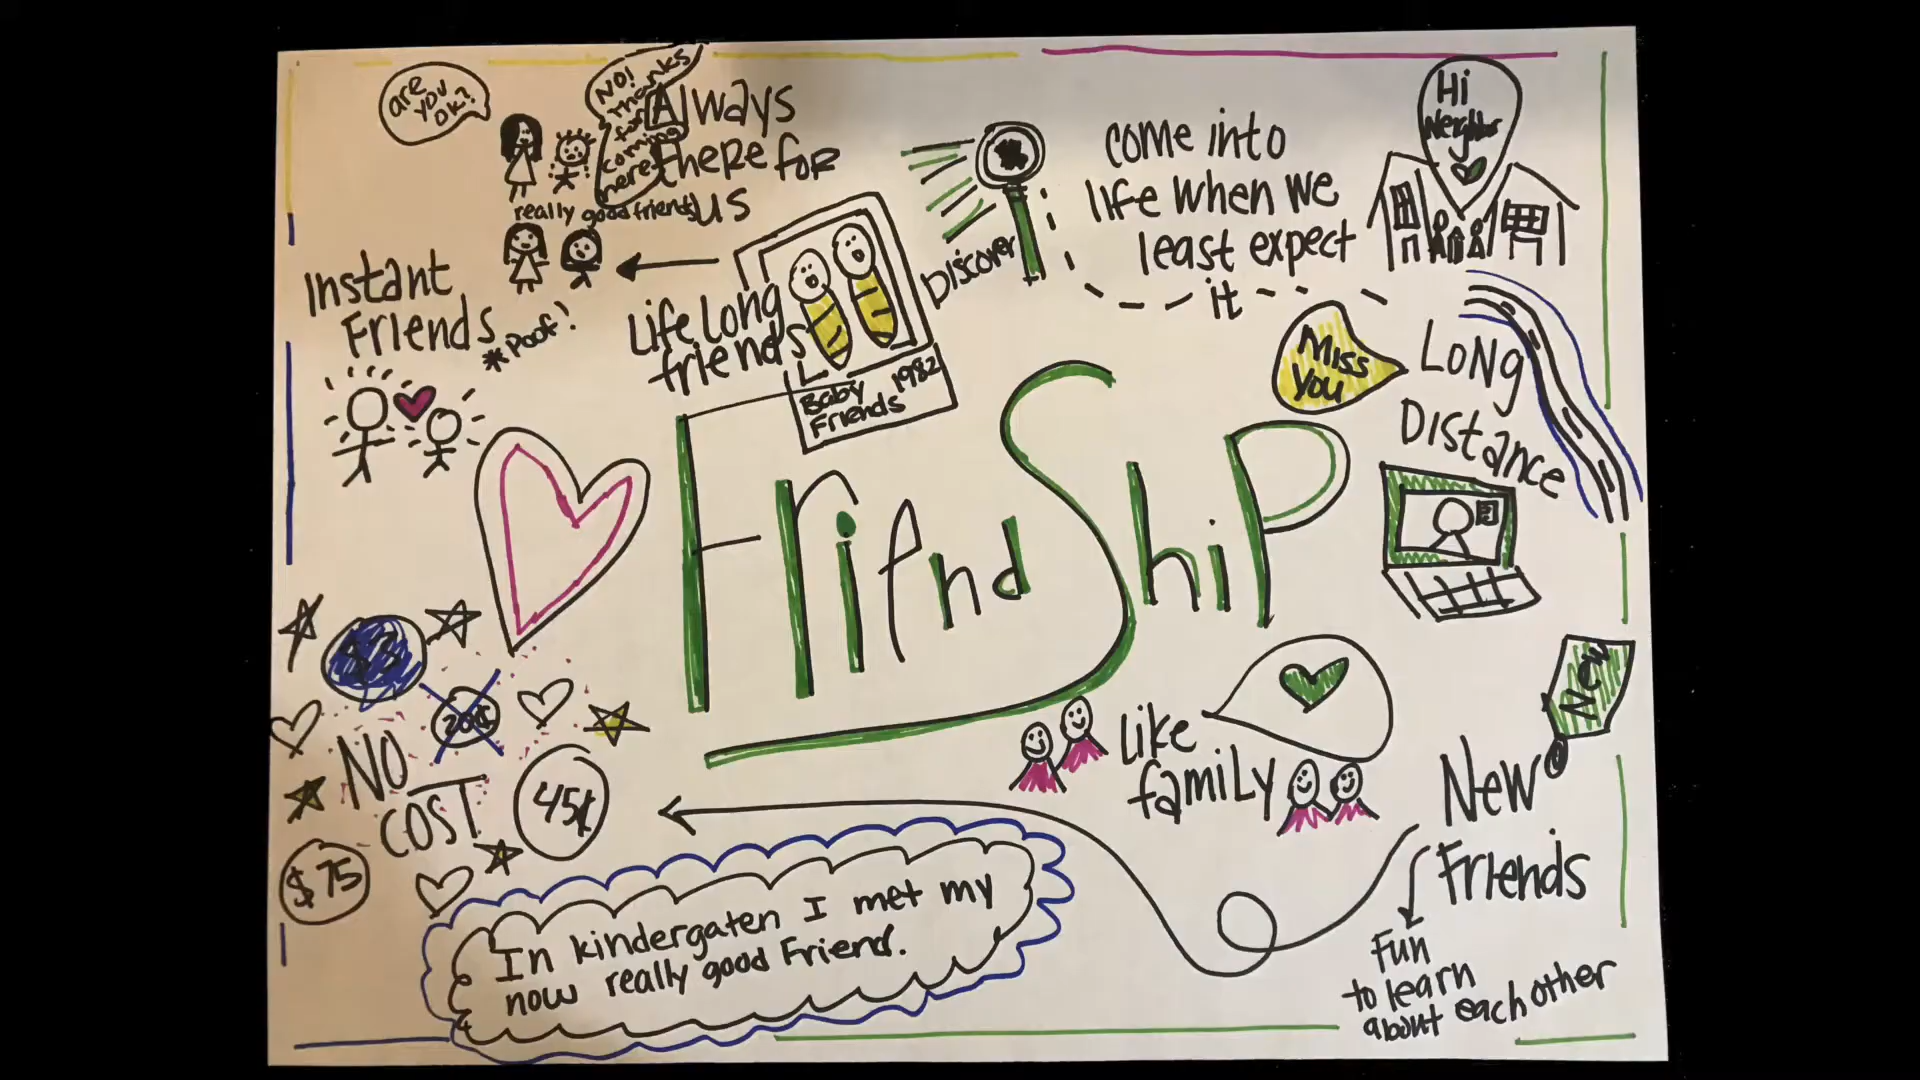 are
you
ok?
No!
thanks
for
coming
here
Always
there for
us
really good friends
Instant
Friends
*Poof!
Life Long
friends
Baby
Friends 1982
Discover
come into
life when we
least expect
it
Hi
Neighbor
Miss
You
Long
Distance
FriendShip
20¢
No
Cost
45¢
$75
Like
family
New
New
Friends
Fun
to learn
about each other
In kindergaten I met my
now really good Friend.